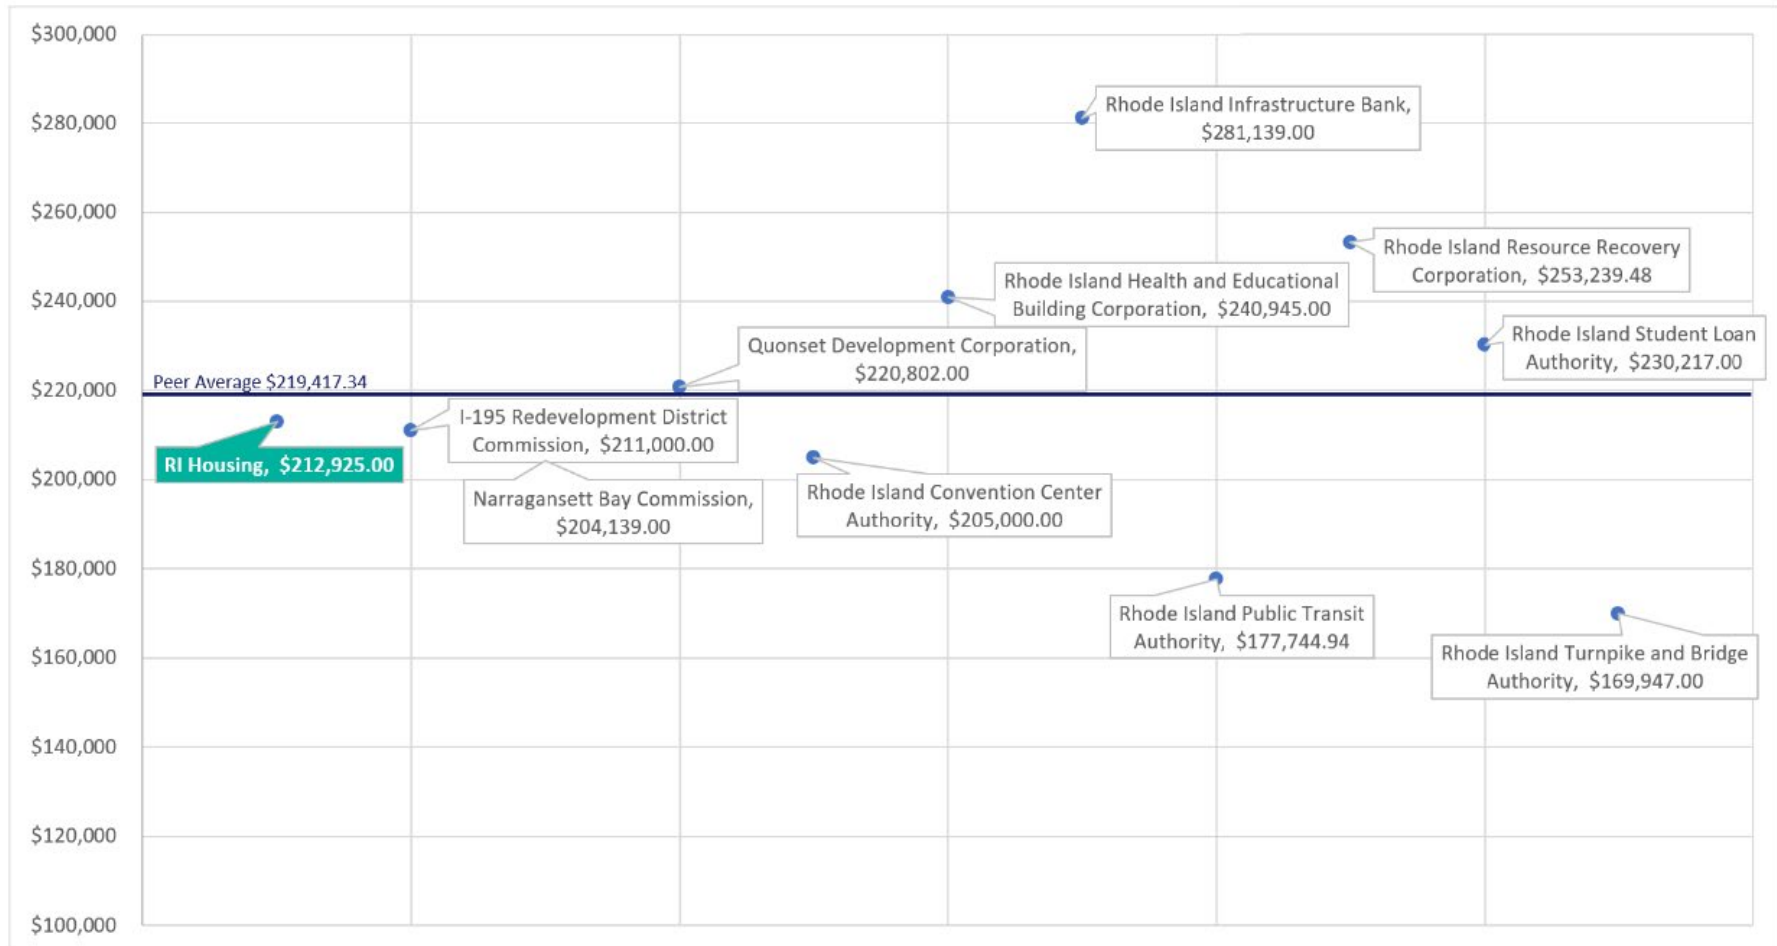 $300,000
$280,000
$260,000
$240,000
$220,000
$200,000
$180,000
$160,000
$140,000
$120,000
$100,000
Rhode Island Infrastructure Bank,
$281,139.00
Rhode Island Resource Recovery
Corporation, $253,239.48
Rhode Island Health and Educational
Building Corporation, $240,945.00
Rhode Island Student Loan
Authority, $230,217.00
Quonset Development Corporation,
$220,802.00
Peer Average $219,417.34
I-195 Redevelopment District
Commission, $211,000.00
RI Housing, $212,925.00
Narragansett Bay Commission,
$204,139.00
Rhode Island Convention Center
Authority, $205,000.00
Rhode Island Public Transit
Authority, $177,744.94
Rhode Island Turnpike and Bridge
Authority, $169,947.00